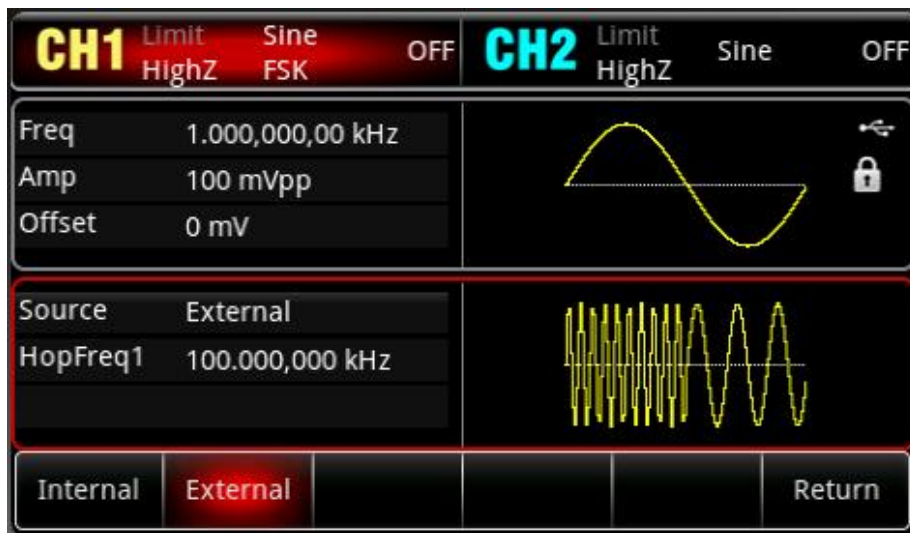 CH1 Limit Sine OFF CH2 Limit Sine OFF
HighZ FSK HighZ
Freq 1.000,000,00 kHz
Amp 100 mVpp
Offset 0 mV
Source External
HopFreq1 100.000,000 kHz
Internal External Return